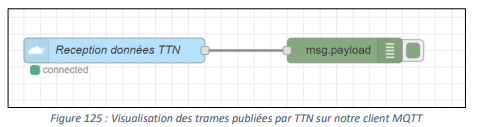 Reception données TTN
msg.payload
connected
Figure 125 : Visualisation des trames publiées par TTN sur notre client MQTT